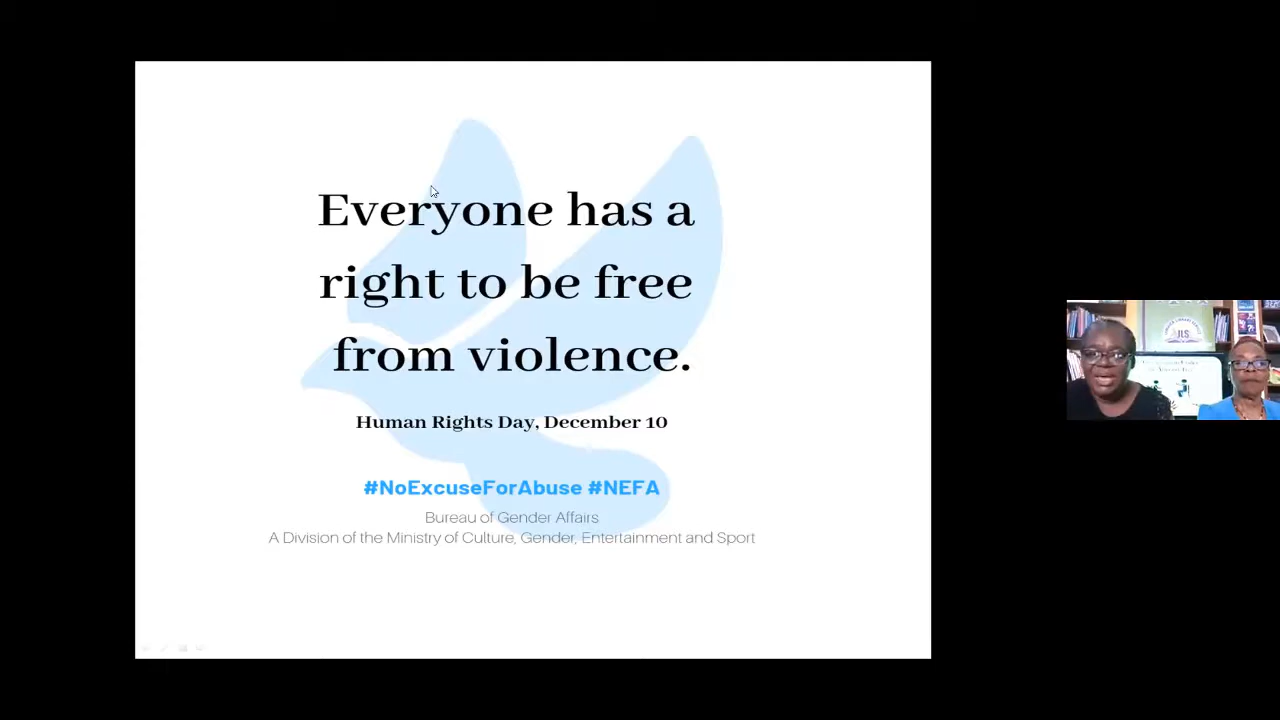 Everyone has a
right to be free
from violence.
Human Rights Day, December 10
#NoExcuseForAbuse #NEFA
Bureau of Gender Affairs
A Division of the Ministry of Culture, Gender, Entertainment and Sport
JLS